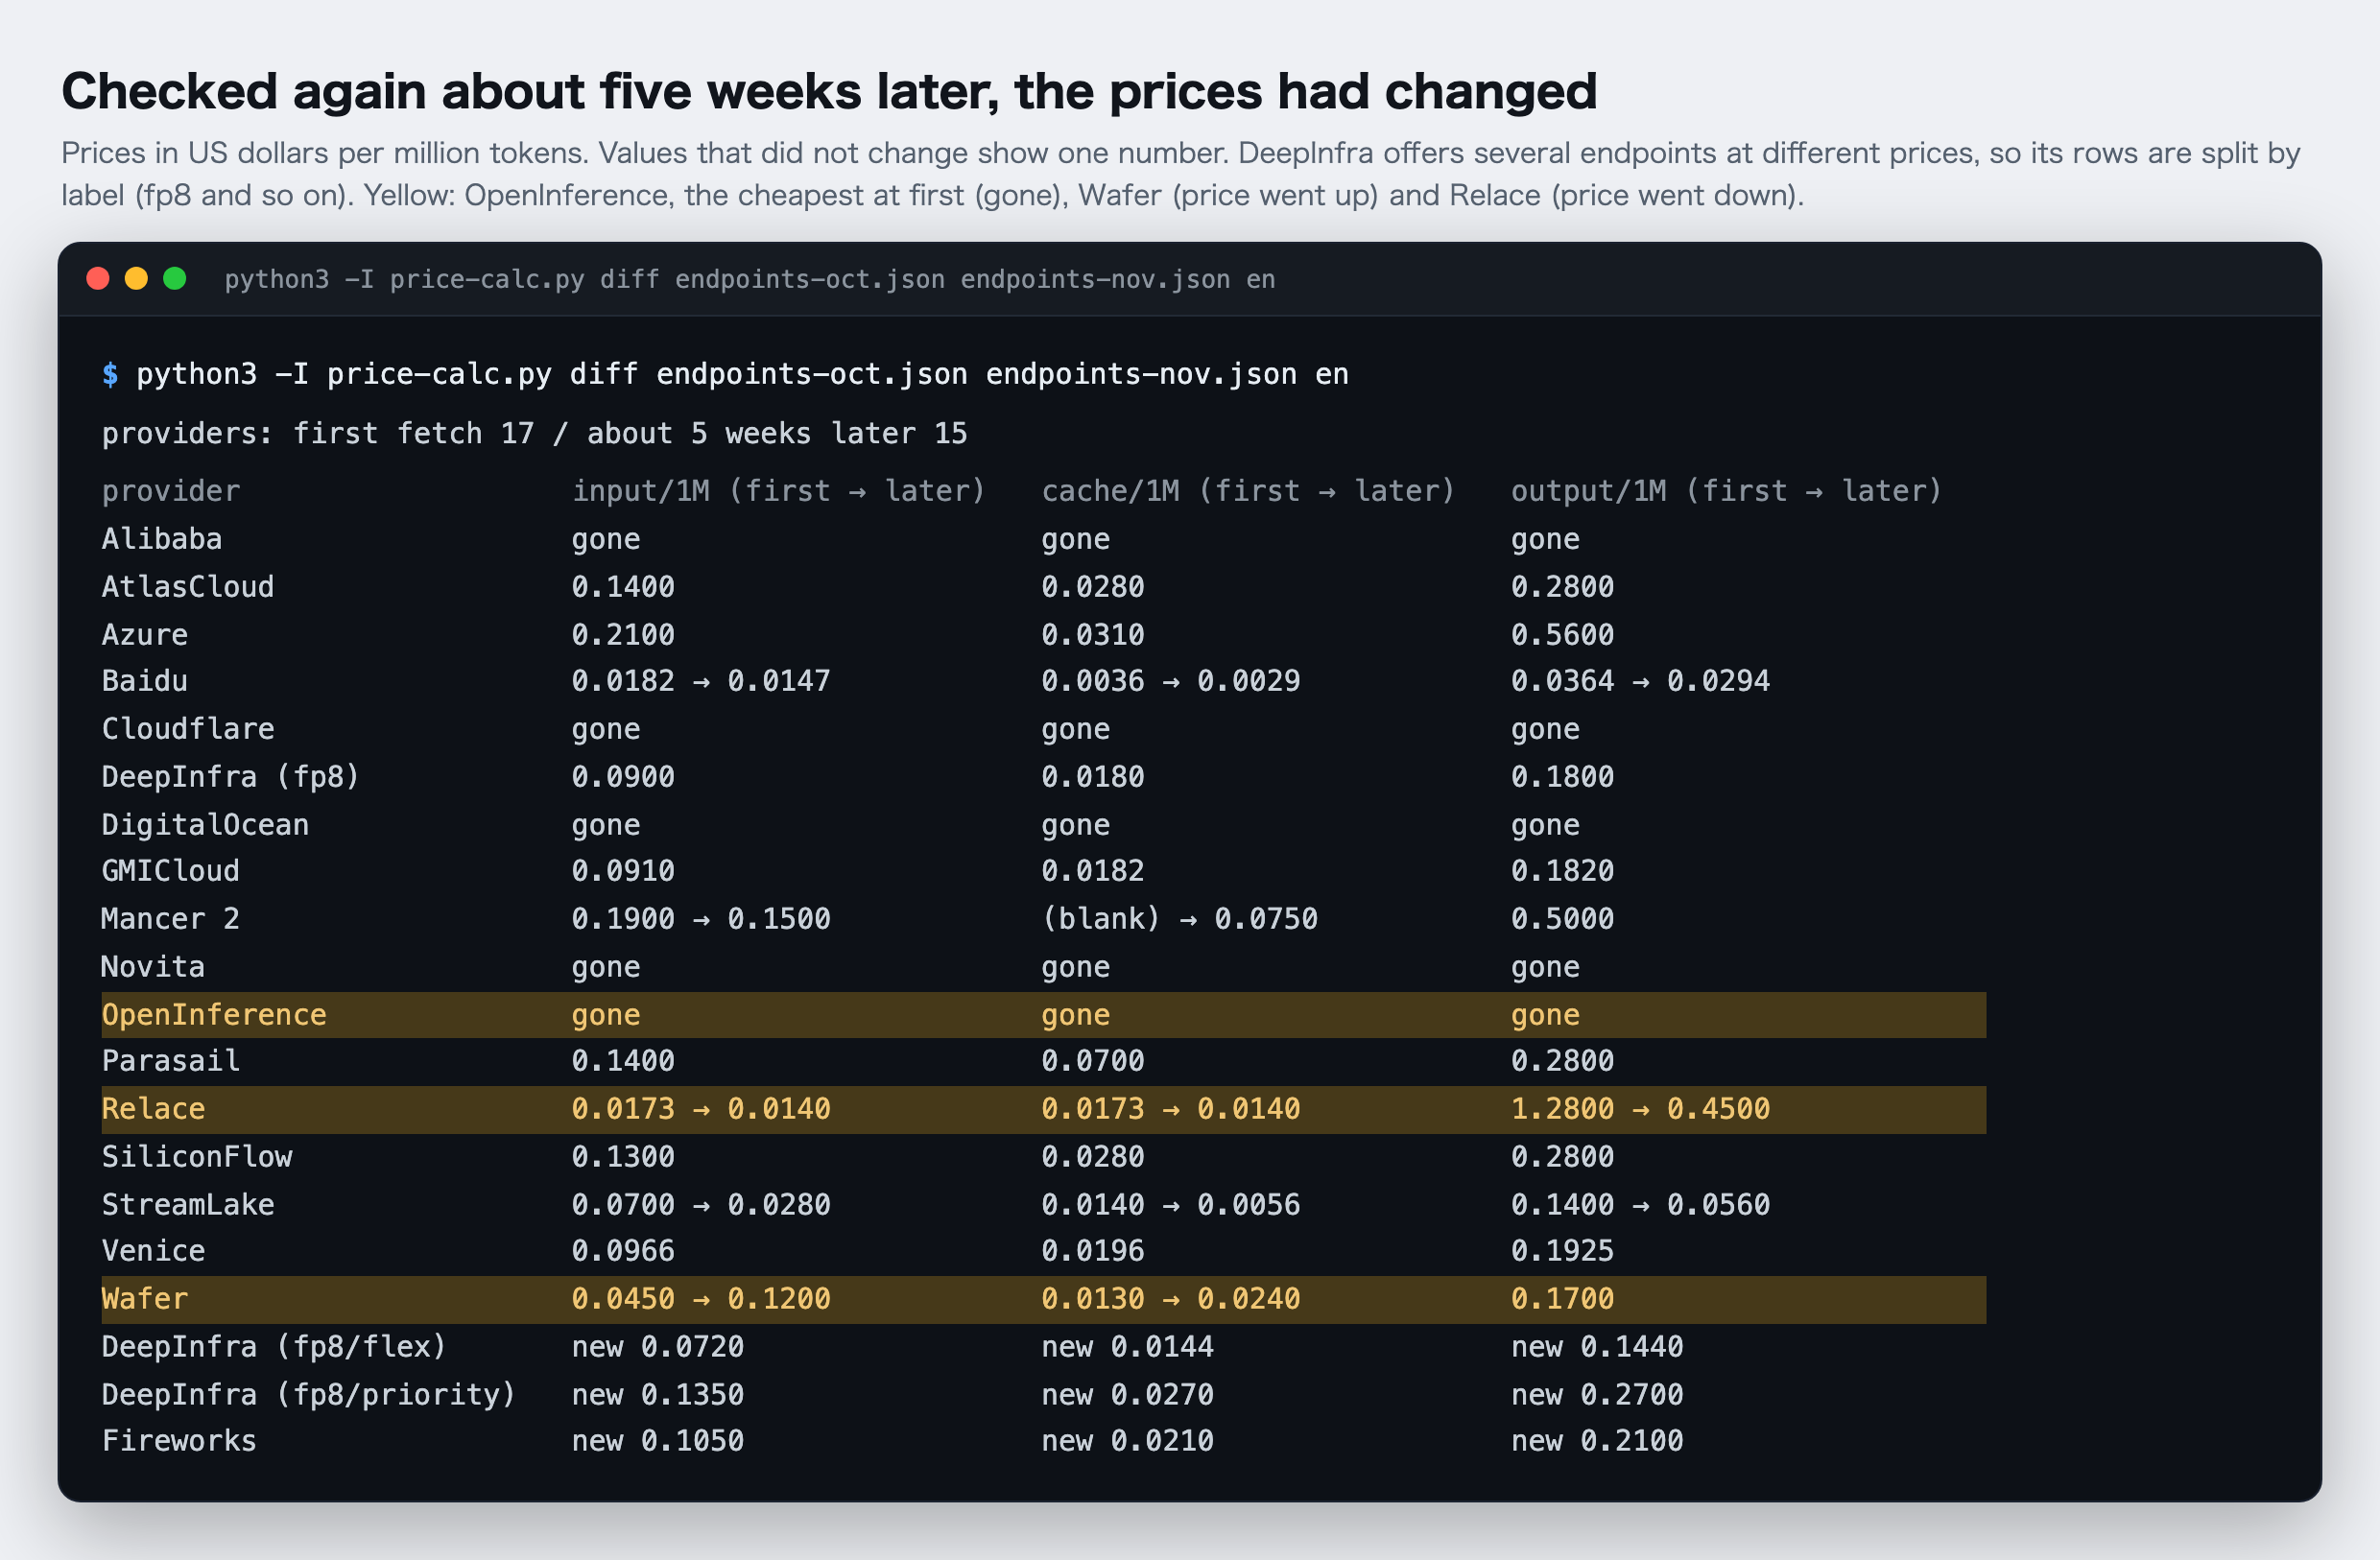 Checked again about five weeks later, the prices had changed
Prices in US dollars per million tokens. Values that did not change show one number. DeepInfra offers several endpoints at different prices, so its rows are split by
label (fp8 and so on). Yellow: OpenInference, the cheapest at first (gone), Wafer (price went up) and Relace (price went down).
python3 -I price-calc.py diff endpoints-oct.json endpoints-nov.json en
$ python3 -I price-calc.py diff endpoints-oct.json endpoints-nov.json en
providers: first fetch 17 / about 5 weeks later 15
provider input/1M (first → later) cache/1M (first → later) output/1M (first → later)
Alibaba gone gone gone
AtlasCloud 0.1400 0.0280 0.2800
Azure 0.2100 0.0310 0.5600
Baidu 0.0182 → 0.0147 0.0036 → 0.0029 0.0364 → 0.0294
Cloudflare gone gone gone
DeepInfra (fp8) 0.0900 0.0180 0.1800
DigitalOcean gone gone gone
GMICloud 0.0910 0.0182 0.1820
Mancer 2 0.1900 → 0.1500 (blank) → 0.0750 0.5000
Novita gone gone gone
OpenInference gone gone gone
Parasail 0.1400 0.0700 0.2800
Relace 0.0173 → 0.0140 0.0173 → 0.0140 1.2800 → 0.4500
SiliconFlow 0.1300 0.0280 0.2800
StreamLake 0.0700 → 0.0280 0.0140 → 0.0056 0.1400 → 0.0560
Venice 0.0966 0.0196 0.1925
Wafer 0.0450 → 0.1200 0.0130 → 0.0240 0.1700
DeepInfra (fp8/flex) new 0.0720 new 0.0144 new 0.1440
DeepInfra (fp8/priority) new 0.1350 new 0.0270 new 0.2700
Fireworks new 0.1050 new 0.0210 new 0.2100